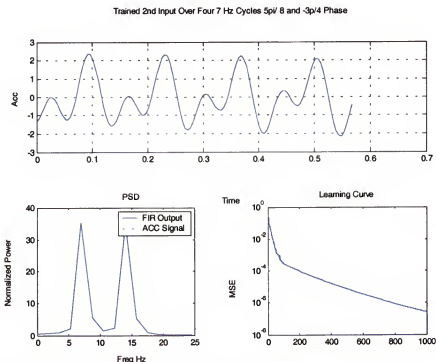 Trained 2nd Input Over Four 7 Hz Cycles 5pi/ 8 and -3p/4 Phase
3
2
1
0
-1
-2
-3
Acc
0 0.1 0.2 0.3 0.4 0.5 0.6 0.7
Time
PSD
40
30
20
10
0
Normalized Power
FIR Output
ACC Signal
0 5 10 15 20 25
Freq Hz
Learning Curve
10^0
10^-2
10^-4
10^-6
10^-8
MSE
0 200 400 600 800 1000